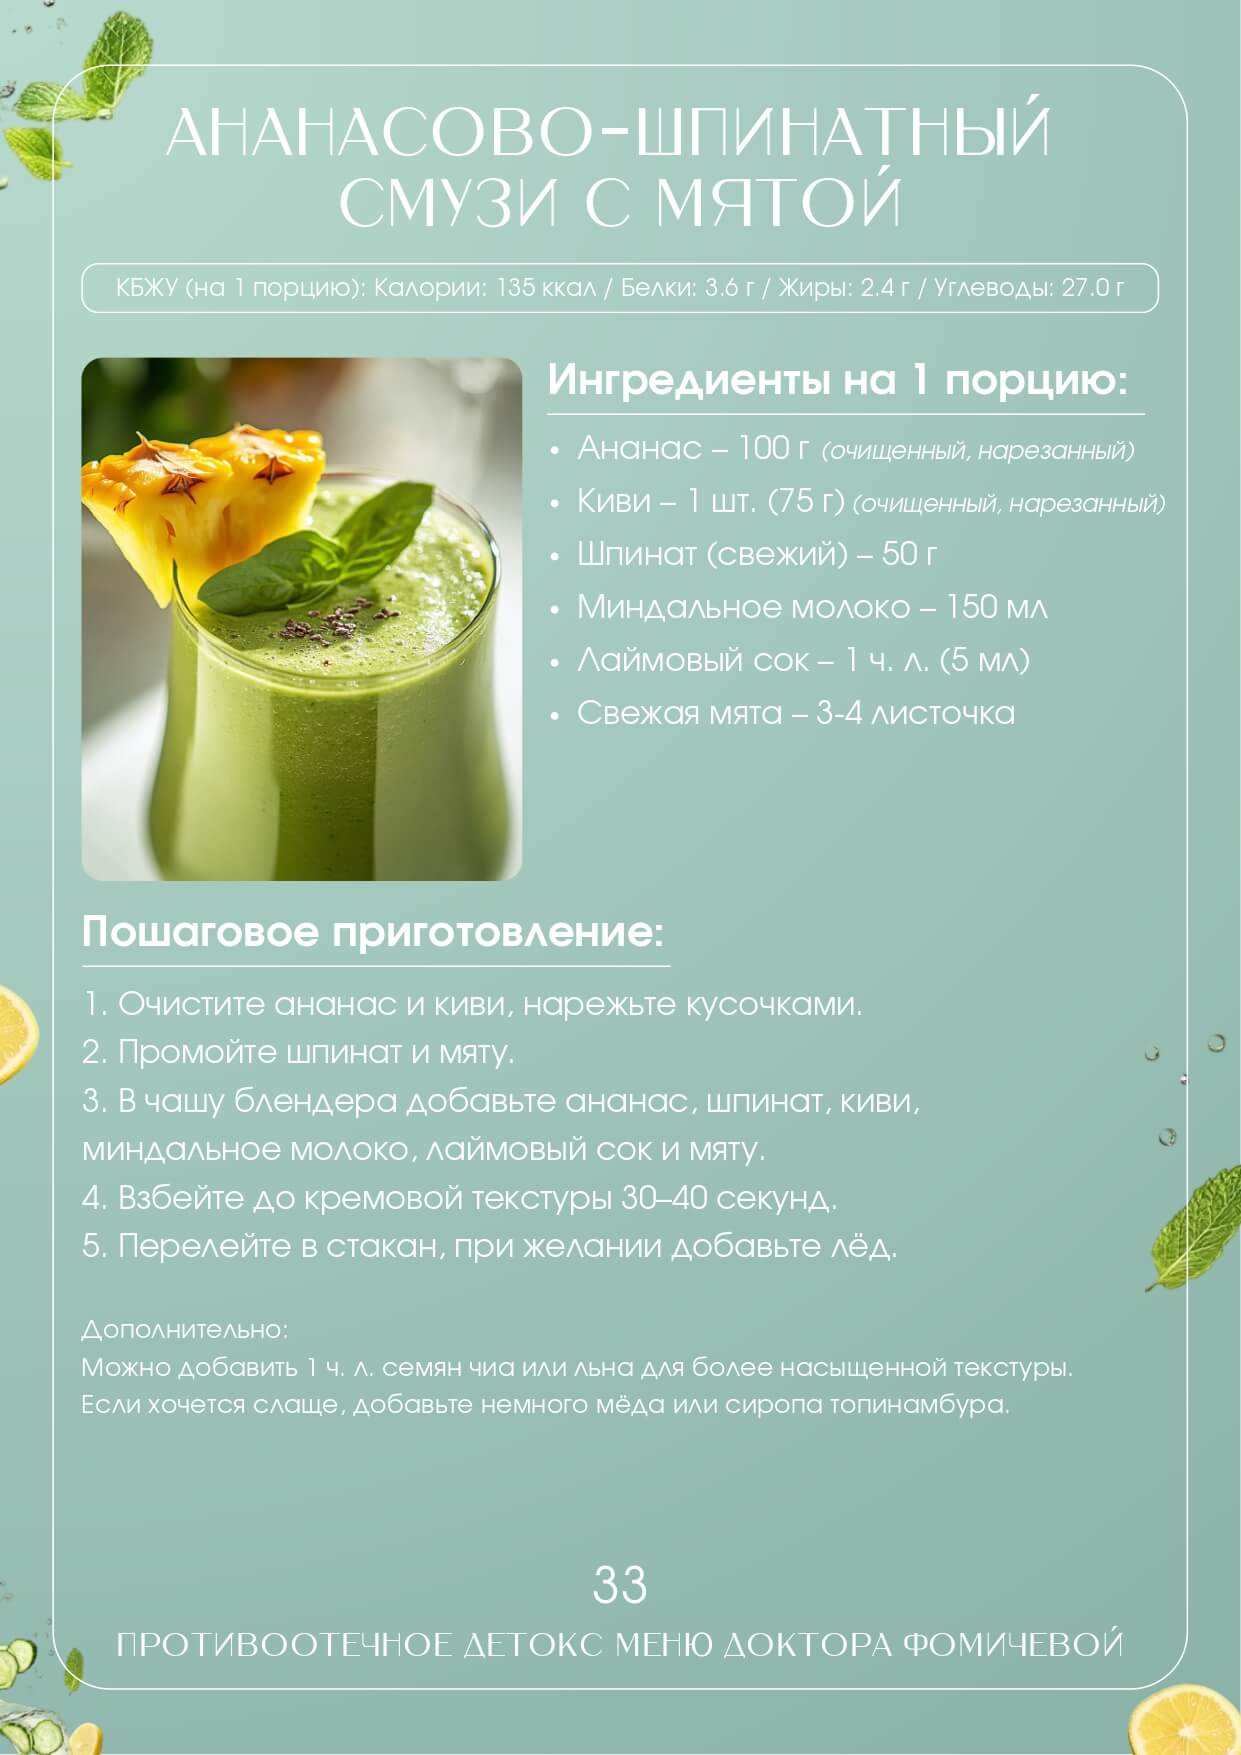 АНАНАСОВО-ШПИНАТНЫЙ
СМУЗИ С МЯТОЙ
КБЖУ (на 1 порцию): Калории: 135 ккал / Белки: 3.6 г / Жиры: 2.4 г / Углеводы: 27.0 г
Ингредиенты на 1 порцию:
• Ананас – 100 г (очищенный, нарезанный)
• Киви – 1 шт. (75 г) (очищенный, нарезанный)
• Шпинат (свежий) – 50 г
• Миндальное молоко – 150 мл
• Лаймовый сок – 1 ч. л. (5 мл)
• Свежая мята – 3-4 листочка
Пошаговое приготовление:
1. Очистите ананас и киви, нарежьте кусочками.
2. Промойте шпинат и мяту.
3. В чашу блендера добавьте ананас, шпинат, киви,
миндальное молоко, лаймовый сок и мяту.
4. Взбейте до кремовой текстуры 30–40 секунд.
5. Перелейте в стакан, при желании добавьте лёд.
Дополнительно:
Можно добавить 1 ч. л. семян чиа или льна для более насыщенной текстуры.
Если хочется слаще, добавьте немного мёда или сиропа топинамбура.
33
ПРОТИВООТЕЧНОЕ ДЕТОКС МЕНЮ ДОКТОРА ФОМИЧЕВОЙ